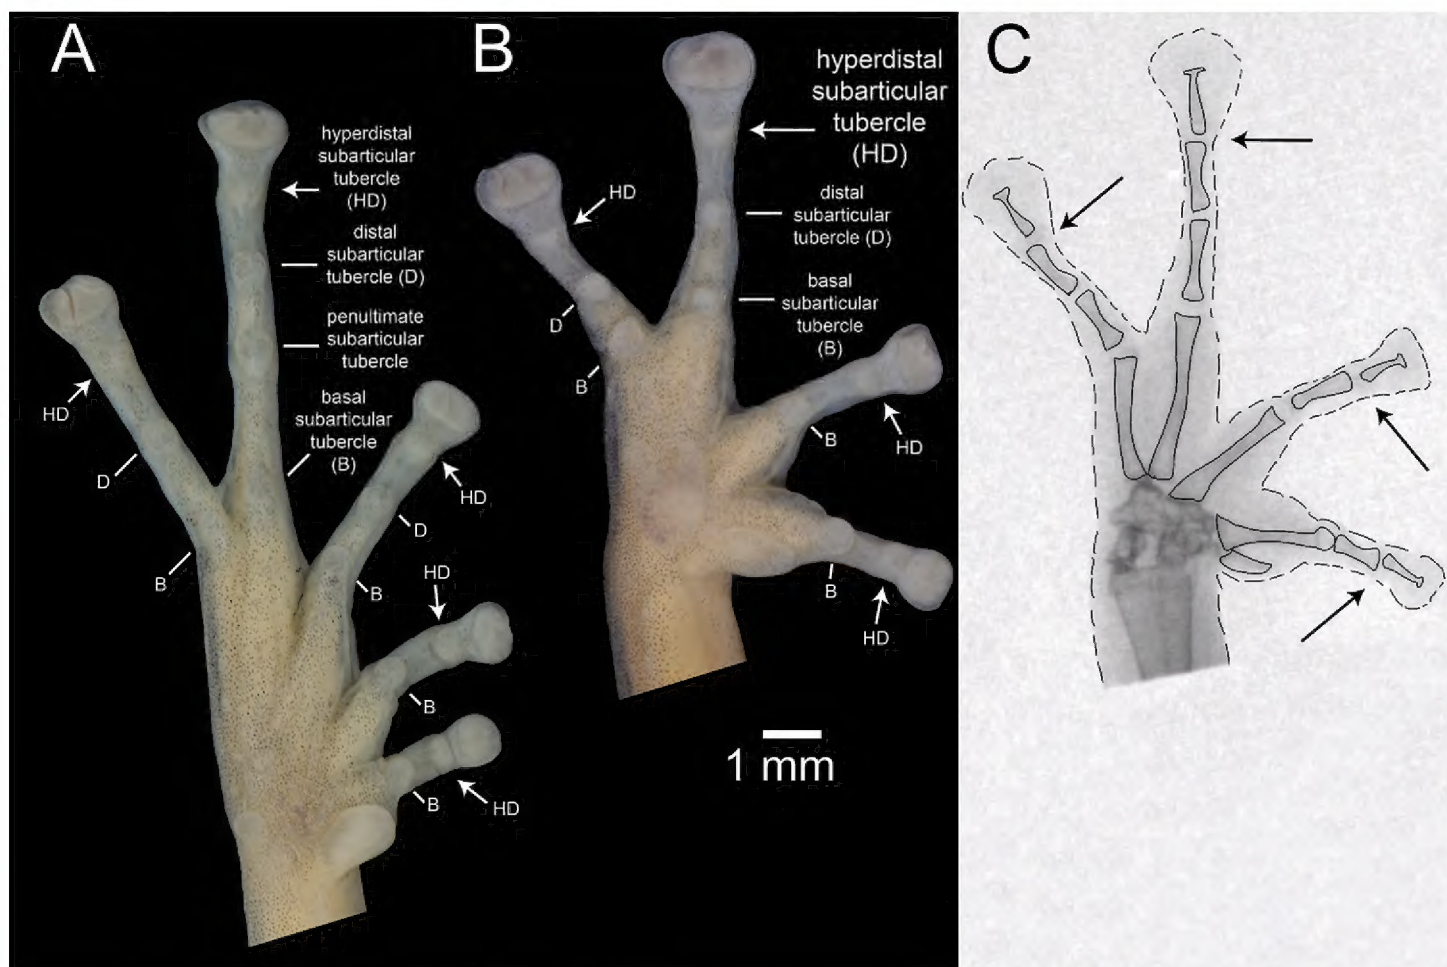 A
hyperdistal
subarticular
tubercle
(HD)
distal
subarticular
tubercle (D)
penultimate
subarticular
tubercle
basal
subarticular
tubercle
(B)
HD
D
B
HD
D
B
HD
B
HD
B
B
hyperdistal
subarticular
tubercle
(HD)
distal
subarticular
tubercle (D)
basal
subarticular
tubercle
(B)
HD
D
B
B
HD
B
HD
1 mm
C